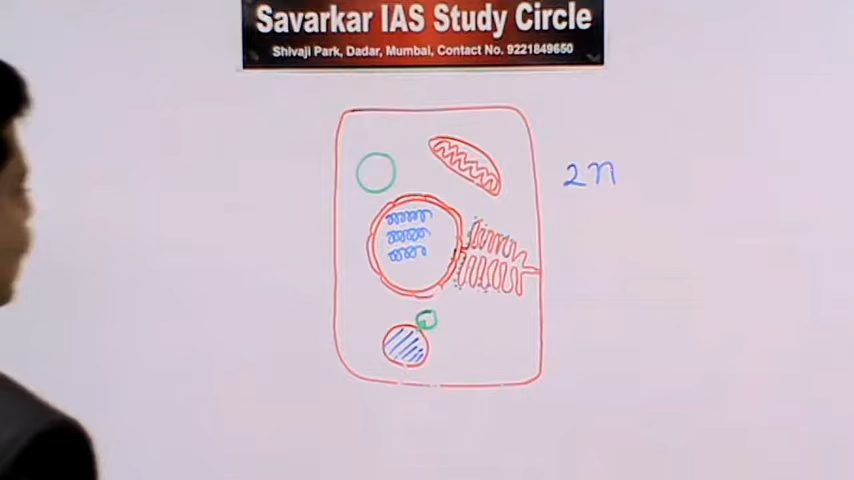 Savarkar IAS Study Circle
Shivaji Park, Dadar, Mumbai, Contact No. 9221849650
2n